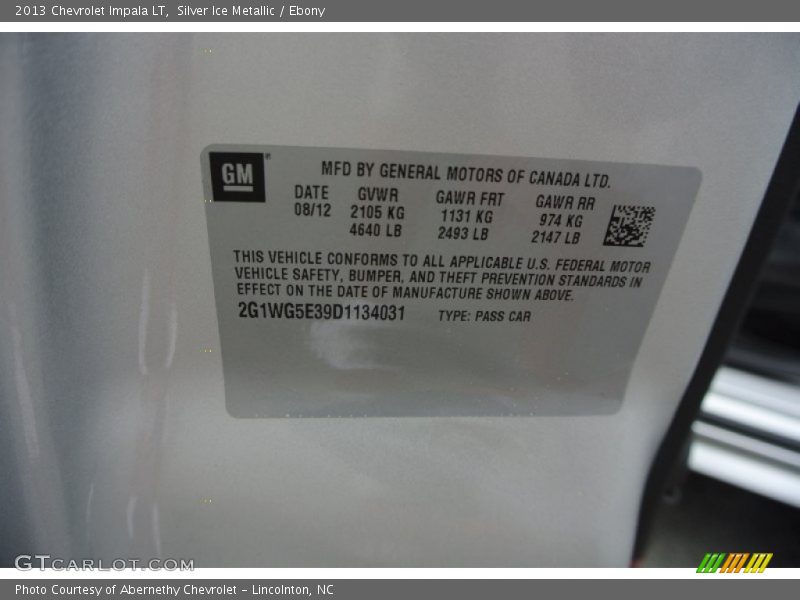 2013 Chevrolet Impala LT,  Silver Ice Metallic / Ebony
GM®
MFD BY GENERAL MOTORS OF CANADA LTD.
DATE GVWR GAWR FRT GAWR RR
08/12 2105 KG 1131 KG 974 KG
4640 LB 2493 LB 2147 LB
THIS VEHICLE CONFORMS TO ALL APPLICABLE U.S. FEDERAL MOTOR
VEHICLE SAFETY, BUMPER, AND THEFT PREVENTION STANDARDS IN
EFFECT ON THE DATE OF MANUFACTURE SHOWN ABOVE.
2G1WG5E39D1134031 TYPE: PASS CAR
GTCARLOT.COM
Photo Courtesy of Abernethy Chevrolet – Lincolnton, NC